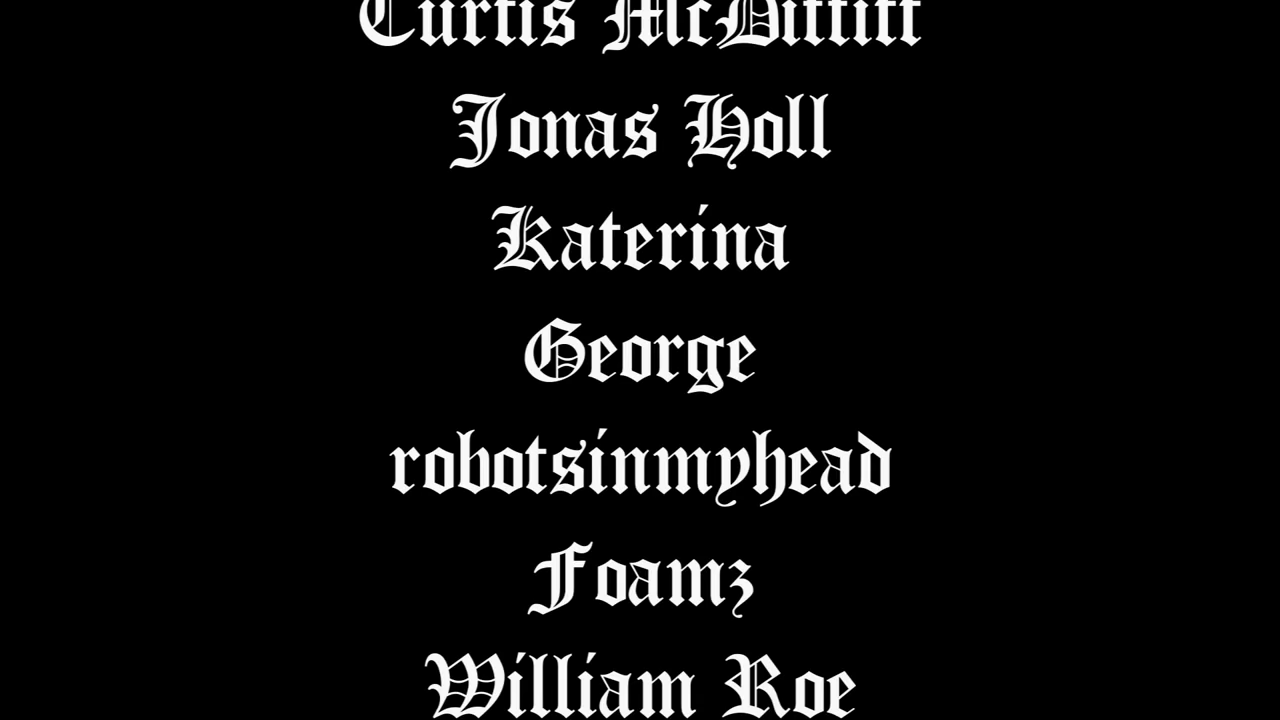 Curtis McDiffitt
Jonas Holl
Katerina
George
robotsinmyhead
Foamz
William Roe